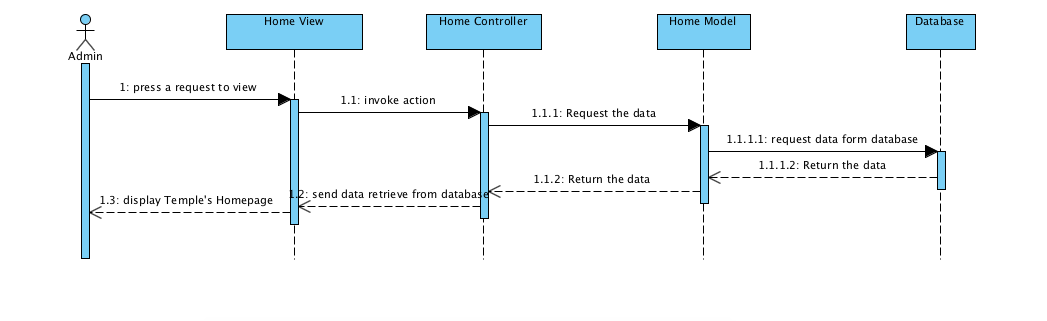 Home View
Home Controller
Home Model
Database
Admin
1: press a request to view
1.1: invoke action
1.1.1: Request the data
1.1.1.1: request data form database
1.1.1.2: Return the data
1.1.2: Return the data
1.2: send data retrieve from database
1.3: display Temple's Homepage